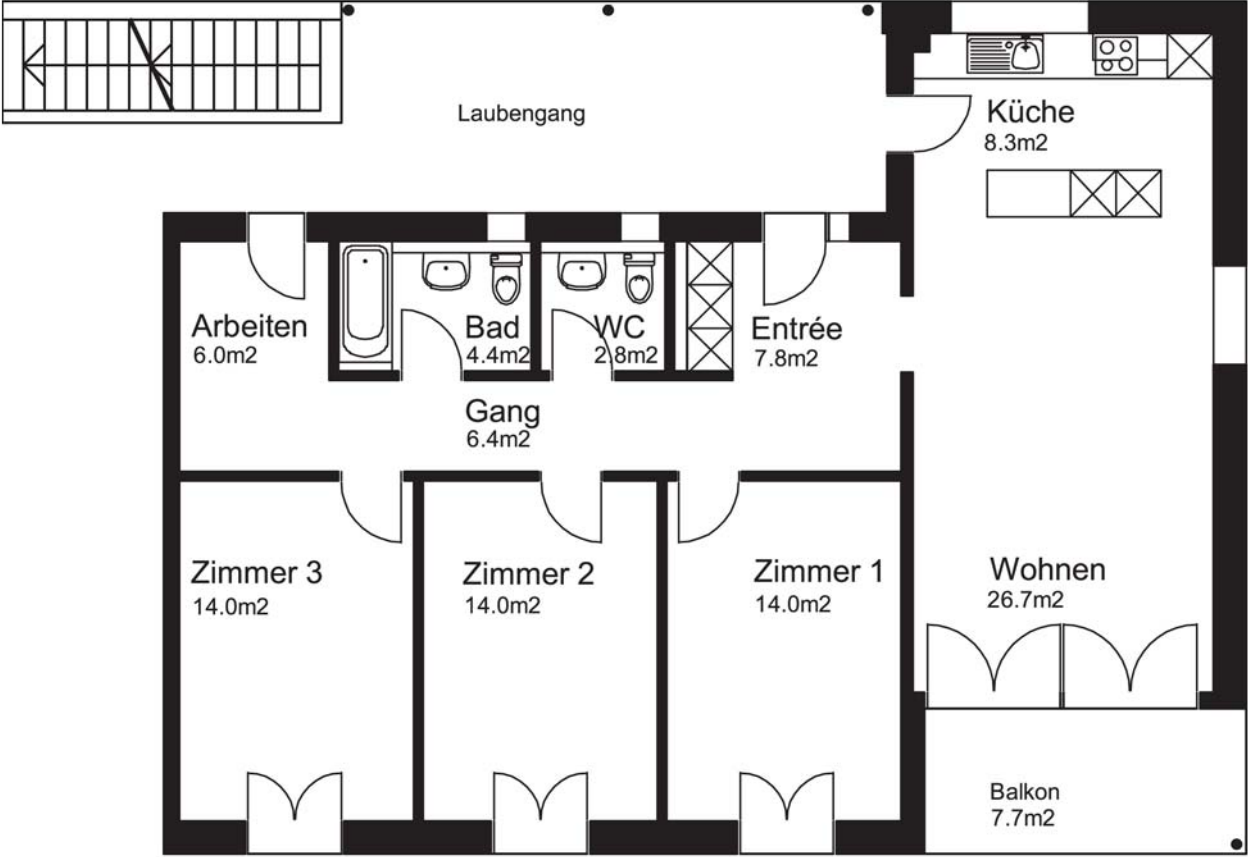 Laubengang
Küche
8.3m2
Arbeiten
6.0m2
Bad
4.4m2
WC
2.8m2
Entrée
7.8m2
Gang
6.4m2
Zimmer 3
14.0m2
Zimmer 2
14.0m2
Zimmer 1
14.0m2
Wohnen
26.7m2
Balkon
7.7m2